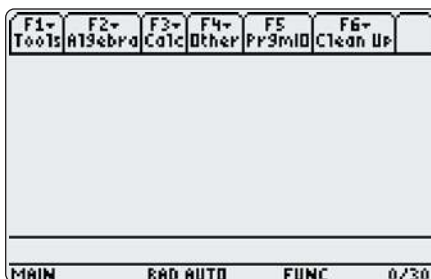 F1 F2 F3 F4 F5 F6
Tools Algebra Calc Other PrgmIO Clean Up
MAIN RAD AUTO FUNC 0/30